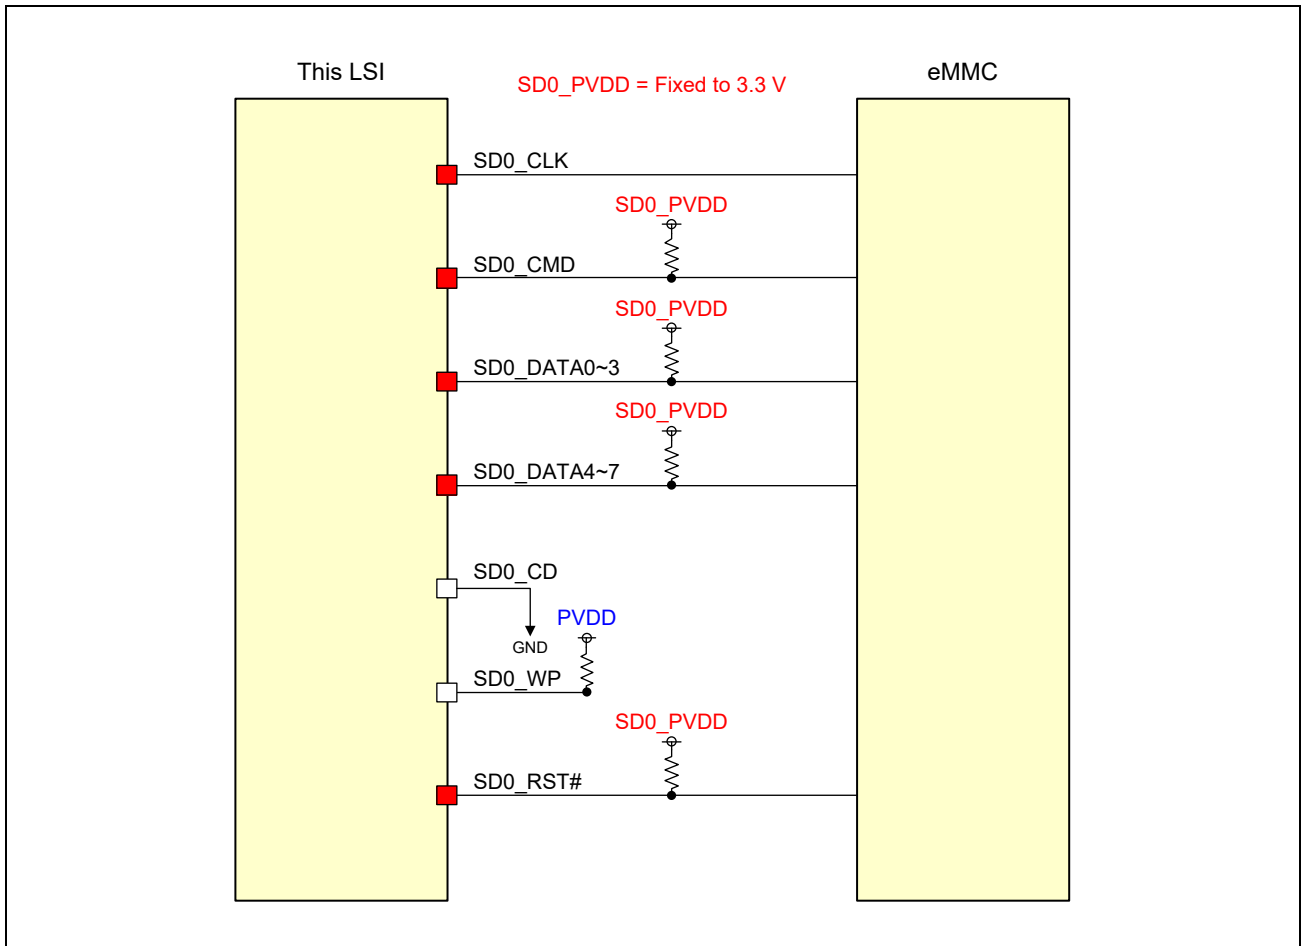 This LSI
SD0_PVDD = Fixed to 3.3 V
eMMC
SD0_CLK
SD0_PVDD
SD0_CMD
SD0_PVDD
SD0_DATA0~3
SD0_PVDD
SD0_DATA4~7
SD0_CD
PVDD
GND
SD0_WP
SD0_PVDD
SD0_RST#